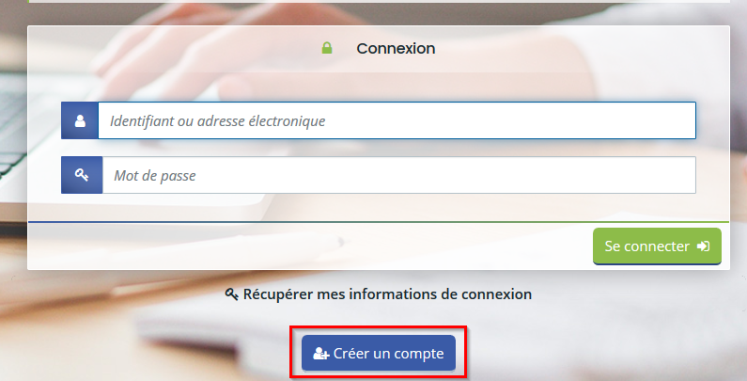 Connexion
Identifiant ou adresse électronique
Mot de passe
Se connecter
Récupérer mes informations de connexion
Créer un compte